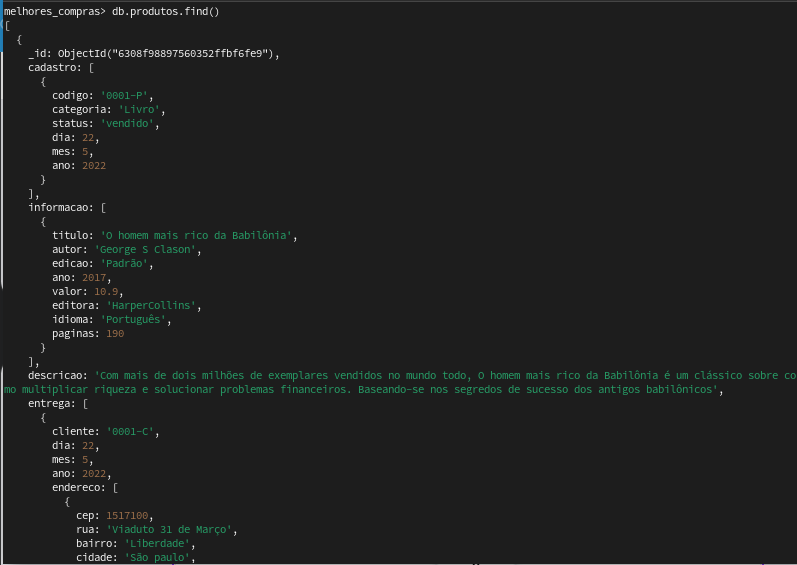 melhores_compras> db.produtos.find()
[
  {
    _id: ObjectId("6308f98897560352ffbf6fe9"),
    cadastro: [
      {
        codigo: '0001-P',
        categoria: 'Livro',
        status: 'vendido',
        dia: 22,
        mes: 5,
        ano: 2022
      }
    ],
    informacao: [
      {
        titulo: 'O homem mais rico da Babilônia',
        autor: 'George S Clason',
        edicao: 'Padrão',
        ano: 2017,
        valor: 10.9,
        editora: 'HarperCollins',
        idioma: 'Português',
        paginas: 190
      }
    ],
    descricao: 'Com mais de dois milhões de exemplares vendidos no mundo todo, O homem mais rico da Babilônia é um clássico sobre co
mo multiplicar riqueza e solucionar problemas financeiros. Baseando-se nos segredos de sucesso dos antigos babilônicos',
    entrega: [
      {
        cliente: '0001-C',
        dia: 22,
        mes: 5,
        ano: 2022,
        endereco: [
          {
            cep: 1517100,
            rua: 'Viaduto 31 de Março',
            bairro: 'Liberdade',
            cidade: 'São paulo',